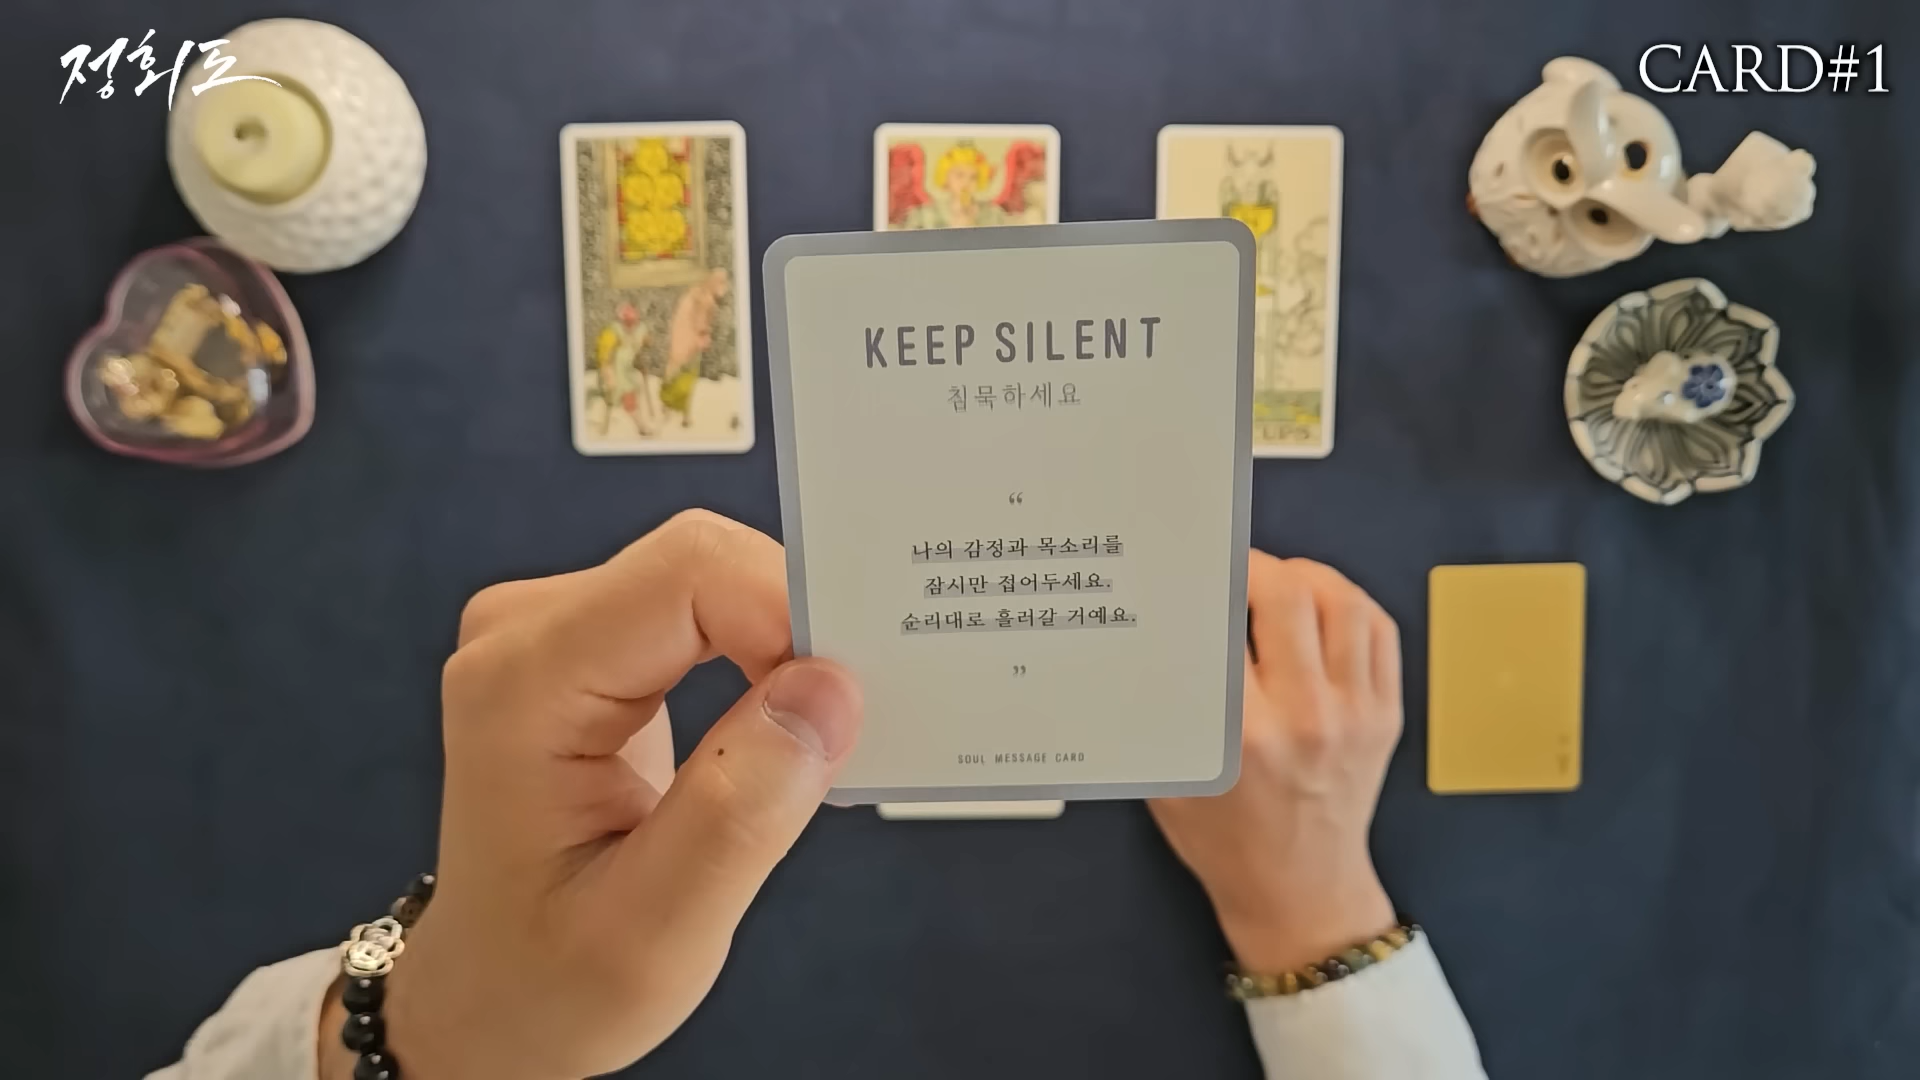 정회도
CARD#1
KEEP SILENT
침묵하세요
“
나의 감정과 목소리를
잠시만 접어두세요.
순리대로 흘러갈 거예요.
”
SOUL MESSAGE CARD